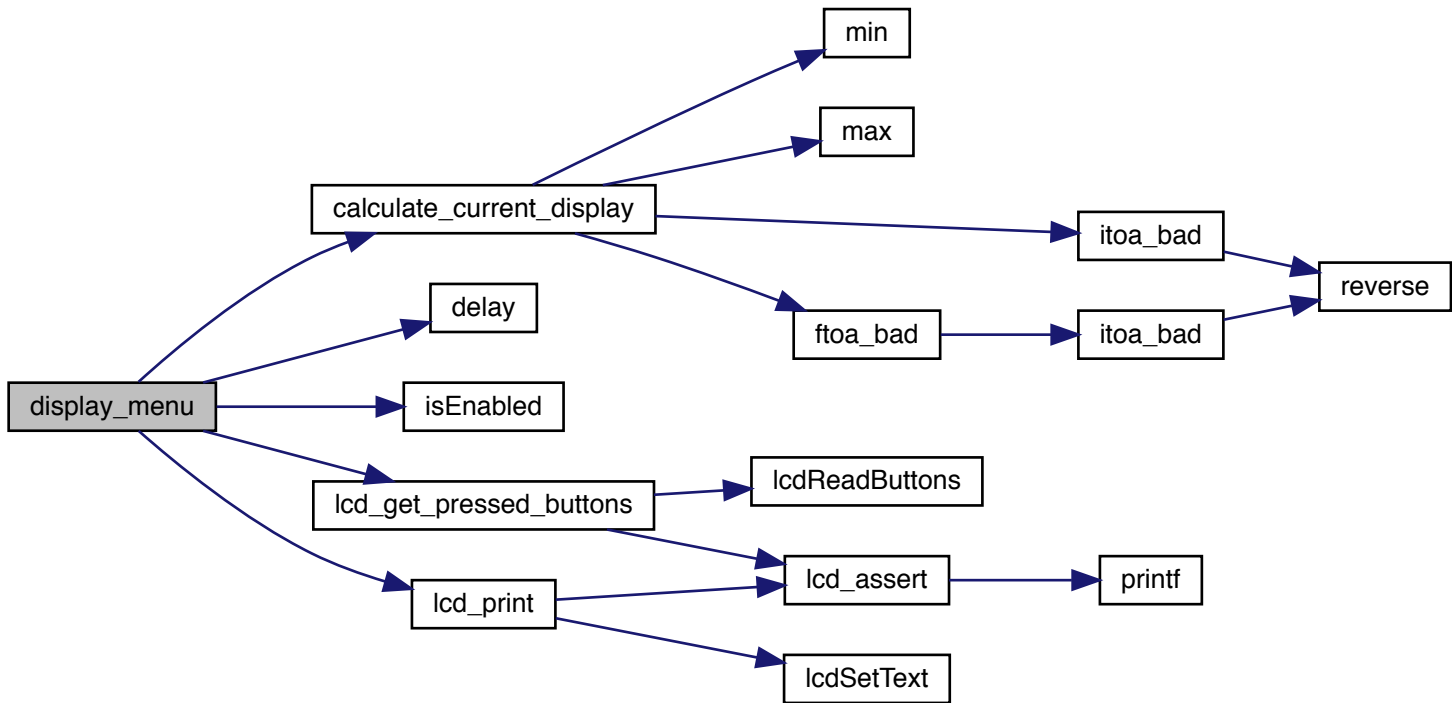 min
max
calculate_current_display
itoa_bad
reverse
delay
ftoa_bad
itoa_bad
display_menu
isEnabled
lcdReadButtons
lcd_get_pressed_buttons
lcd_assert
printf
lcd_print
lcdSetText